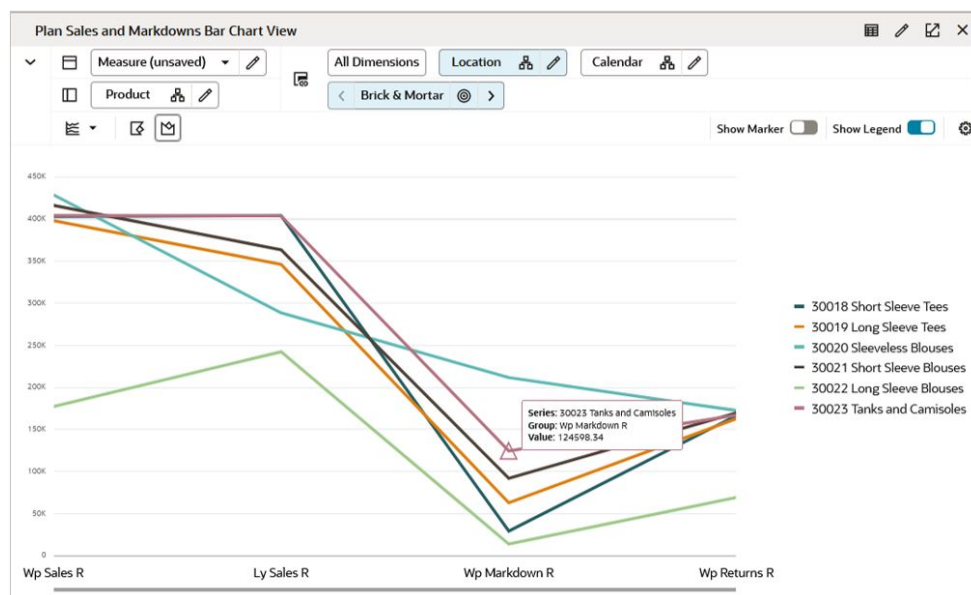 Plan Sales and Markdowns Bar Chart View
Measure (unsaved)
All Dimensions
Location
Calendar
Product
Brick & Mortar
Show Marker
Show Legend
450K
400K
350K
300K
250K
200K
150K
100K
50K
0
Series: 30023 Tanks and Camisoles
Group: Wp Markdown R
Value: 124598.34
30018 Short Sleeve Tees
30019 Long Sleeve Tees
30020 Sleeveless Blouses
30021 Short Sleeve Blouses
30022 Long Sleeve Blouses
30023 Tanks and Camisoles
Wp Sales R
Ly Sales R
Wp Markdown R
Wp Returns R